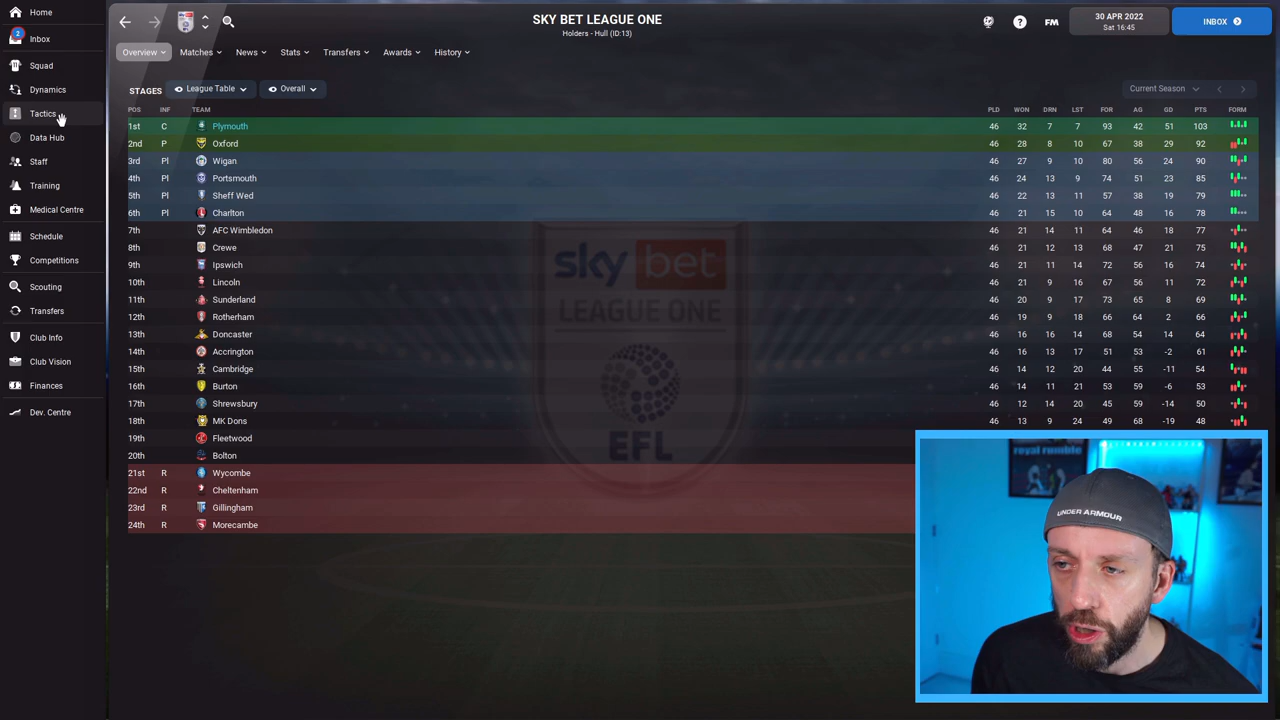 Home
2
Inbox
Squad
Dynamics
Tactics
Data Hub
Staff
Training
Medical Centre
Schedule
Competitions
Scouting
Transfers
Club Info
Club Vision
Finances
Dev. Centre
SKY BET LEAGUE ONE
Holders - Hull (ID:13)
? FM
30 APR 2022
Sat 16:45
INBOX
Overview Matches News Stats Transfers Awards History
STAGES League Table Overall Current Season
POS INF TEAM PLD WON DRN LST FOR AG GD PTS FORM
1st C Plymouth 46 32 7 7 93 42 51 103
2nd P Oxford 46 28 8 10 67 38 29 92
3rd Pl Wigan 46 27 9 10 80 56 24 90
4th Pl Portsmouth 46 24 13 9 74 51 23 85
5th Pl Sheff Wed 46 22 13 11 57 38 19 79
6th Pl Charlton 46 21 15 10 64 48 16 78
7th AFC Wimbledon 46 21 14 11 64 46 18 77
8th Crewe 46 21 12 13 68 47 21 75
9th Ipswich 46 21 11 14 72 56 16 74
10th Lincoln 46 21 9 16 67 56 11 72
11th Sunderland 46 20 9 17 73 65 8 69
12th Rotherham 46 19 9 18 66 64 2 66
13th Doncaster 46 16 16 14 68 54 14 64
14th Accrington 46 16 13 17 51 53 -2 61
15th Cambridge 46 14 12 20 44 55 -11 54
16th Burton 46 14 11 21 53 59 -6 53
17th Shrewsbury 46 12 14 20 45 59 -14 50
18th MK Dons 46 13 9 24 49 68 -19 48
19th Fleetwood
20th Bolton
21st R Wycombe
22nd R Cheltenham
23rd R Gillingham
24th R Morecambe
sky bet
LEAGUE ONE
EFL
royal rumble
UNDER ARMOUR